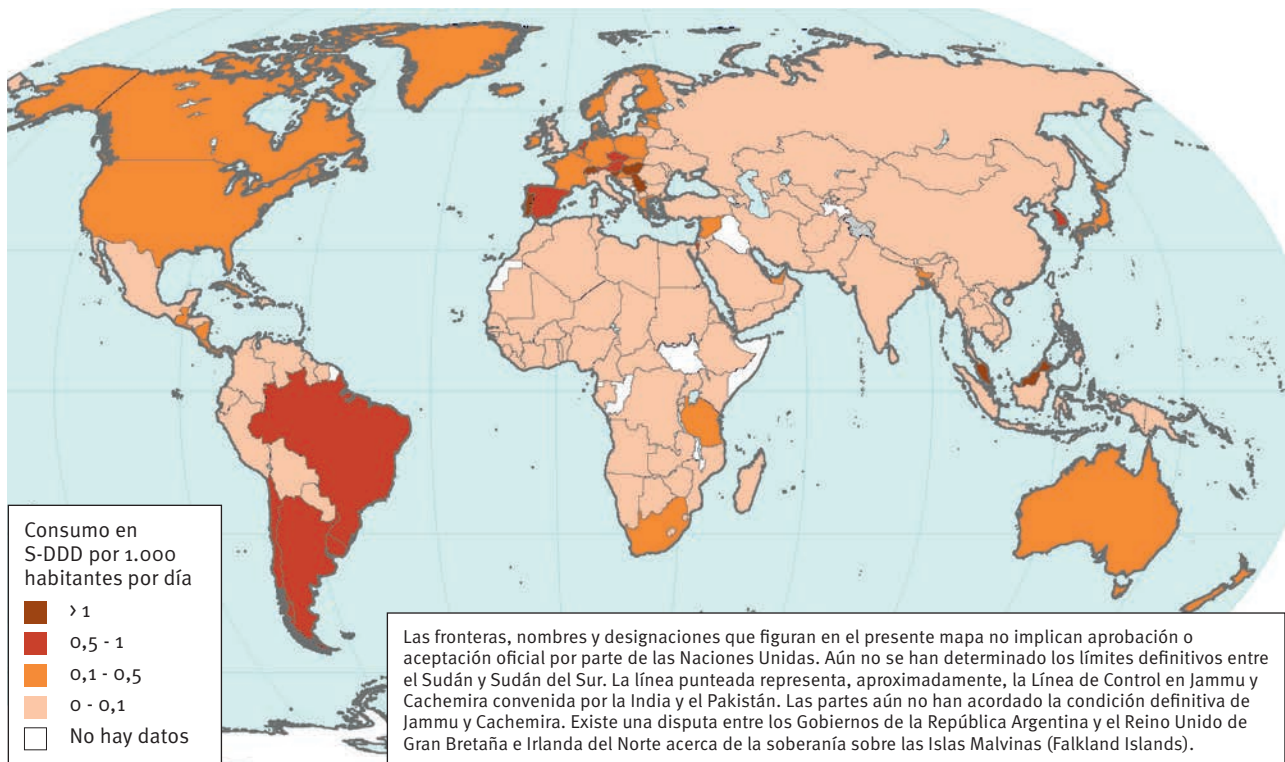 Consumo en
S-DDD por 1.000
habitantes por día
> 1
0,5 - 1
0,1 - 0,5
0 - 0,1
No hay datos
Las fronteras, nombres y designaciones que figuran en el presente mapa no implican aprobación o
aceptación oficial por parte de las Naciones Unidas. Aún no se han determinado los límites definitivos entre
el Sudán y Sudán del Sur. La línea punteada representa, aproximadamente, la Línea de Control en Jammu y
Cachemira convenida por la India y el Pakistán. Las partes aún no han acordado la condición definitiva de
Jammu y Cachemira. Existe una disputa entre los Gobiernos de la República Argentina y el Reino Unido de
Gran Bretaña e Irlanda del Norte acerca de la soberanía sobre las Islas Malvinas (Falkland Islands).